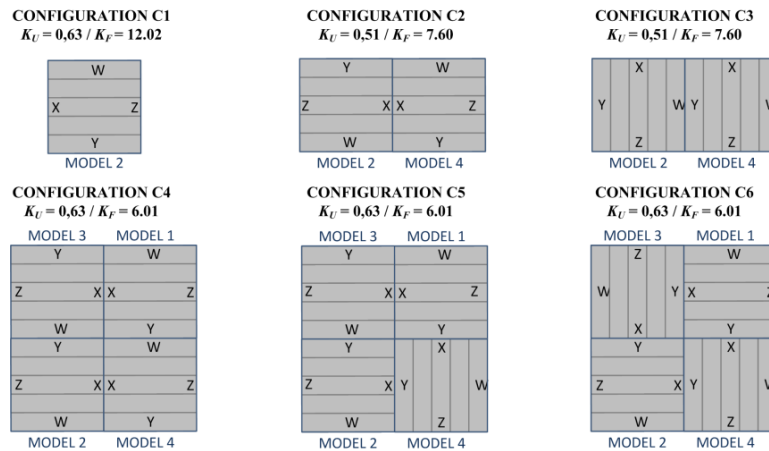 CONFIGURATION C1
K_U = 0,63 / K_F = 12.02
W
X Z
Y
MODEL 2
CONFIGURATION C2
K_U = 0,51 / K_F = 7.60
Y W
Z X X Z
W Y
MODEL 2 MODEL 4
CONFIGURATION C3
K_U = 0,51 / K_F = 7.60
X X
Y W Y W
Z Z
MODEL 2 MODEL 4
CONFIGURATION C4
K_U = 0,63 / K_F = 6.01
MODEL 3 MODEL 1
Y W
Z X X Z
W Y
Y W
Z X X Z
W Y
MODEL 2 MODEL 4
CONFIGURATION C5
K_U = 0,63 / K_F = 6.01
MODEL 3 MODEL 1
Y W
Z X X Z
W Y
Y X
Z X Y W
W Z
MODEL 2 MODEL 4
CONFIGURATION C6
K_U = 0,63 / K_F = 6.01
MODEL 3 MODEL 1
Z W
W Y X Z
X Y
Y X
Z X Y W
W Z
MODEL 2 MODEL 4